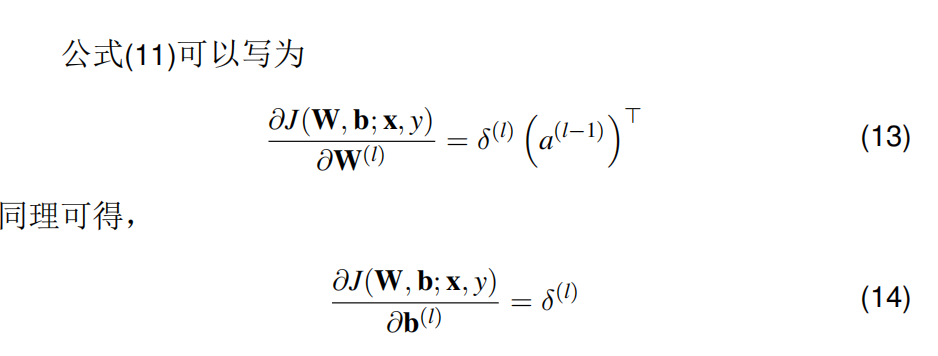 公式(11)可以写为
∂J(W, b; x, y) / ∂W^(l) = δ^(l) (a^(l−1))^⊤ (13)
同理可得，
∂J(W, b; x, y) / ∂b^(l) = δ^(l) (14)